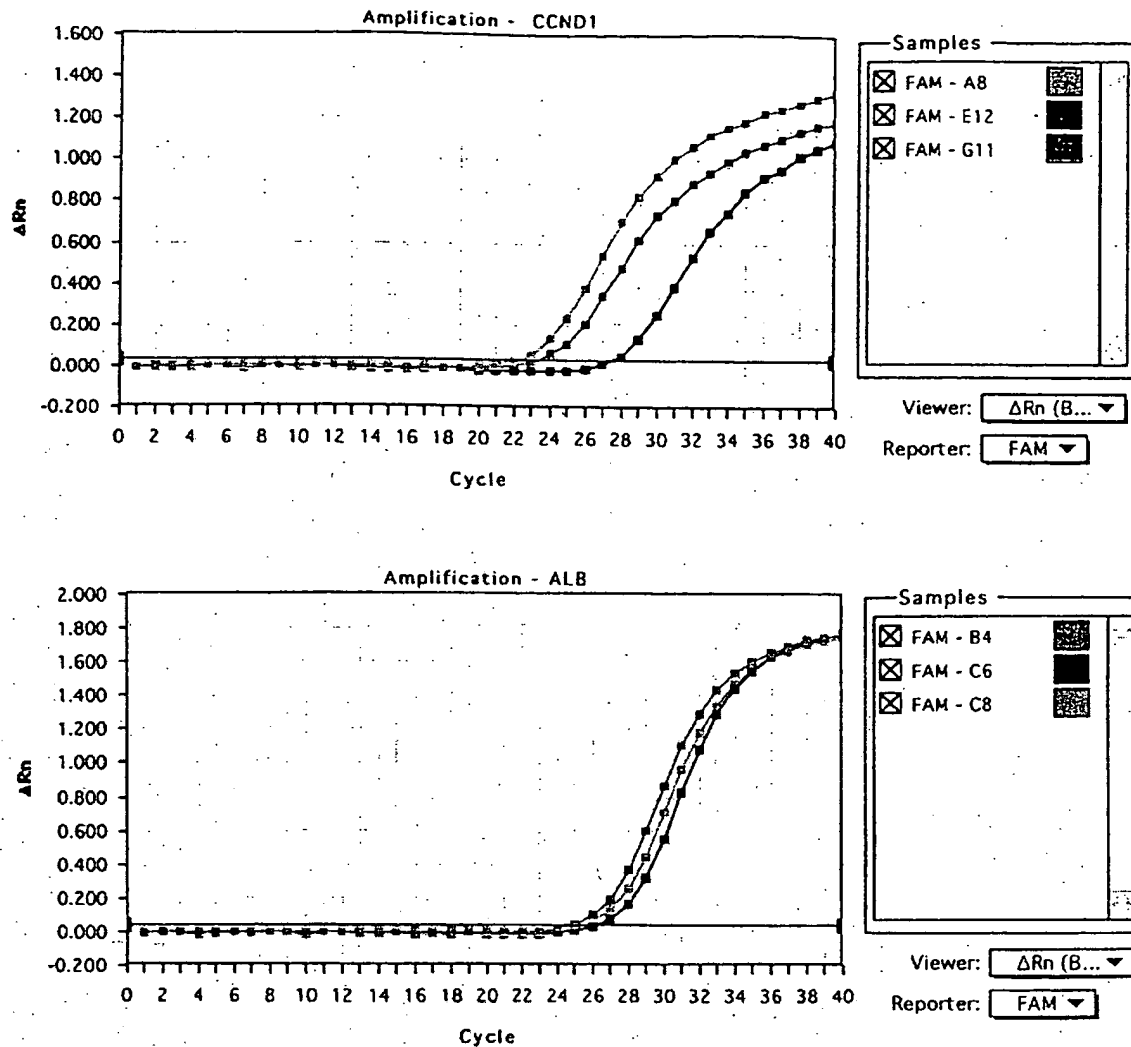 Amplification - CCND1
1.600
1.400
1.200
1.000
0.800
0.600
0.400
0.200
0.000
-0.200
ΔRn
0 2 4 6 8 10 12 14 16 18 20 22 24 26 28 30 32 34 36 38 40
Cycle
Samples
FAM - A8
FAM - E12
FAM - G11
Viewer: ΔRn (B...
Reporter: FAM
Amplification - ALB
2.000
1.800
1.600
1.400
1.200
1.000
0.800
0.600
0.400
0.200
0.000
-0.200
ΔRn
0 2 4 6 8 10 12 14 16 18 20 22 24 26 28 30 32 34 36 38 40
Cycle
Samples
FAM - B4
FAM - C6
FAM - C8
Viewer: ΔRn (B...
Reporter: FAM